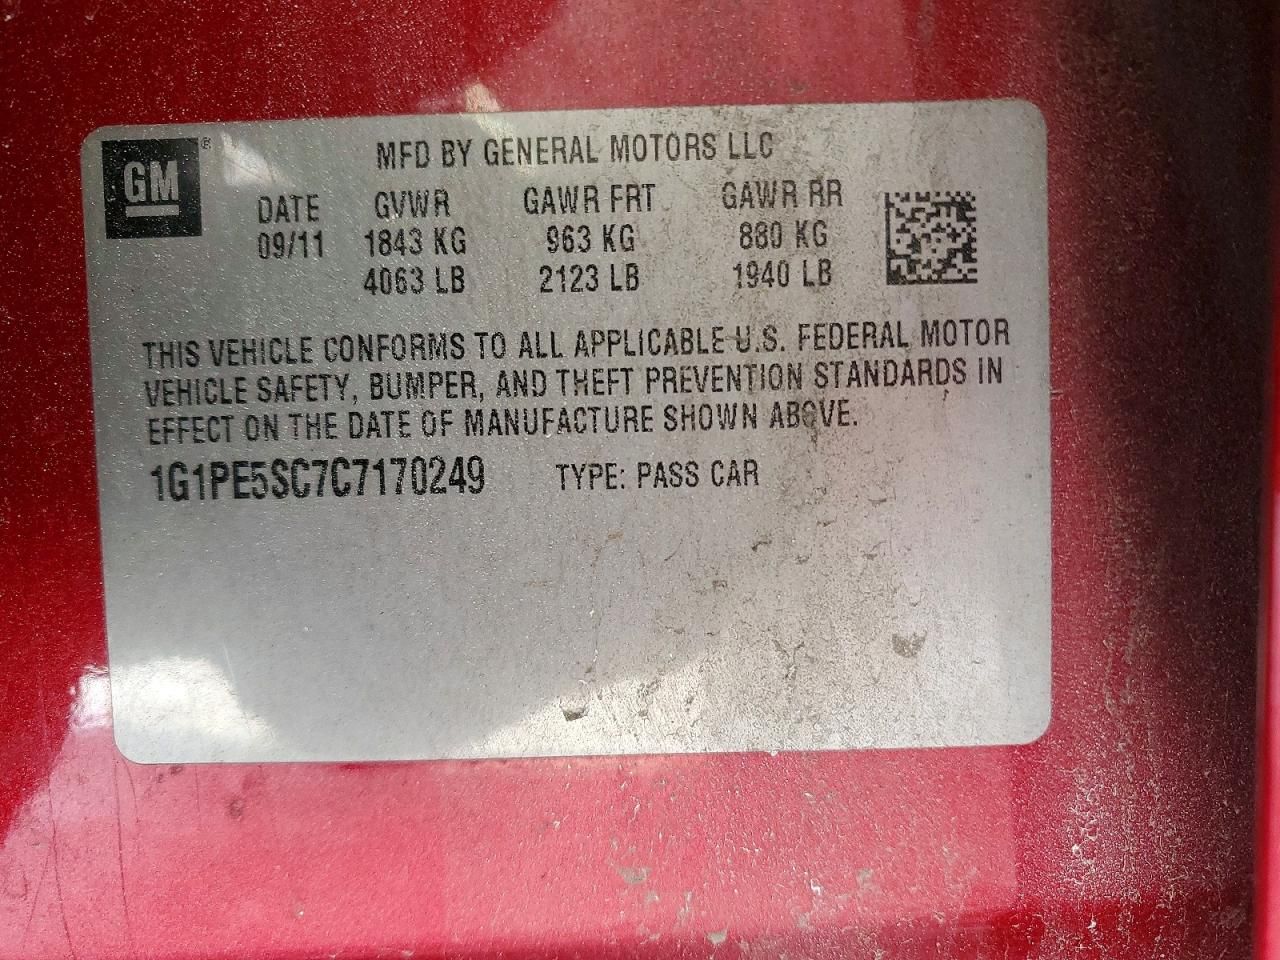 GM®
MFD BY GENERAL MOTORS LLC
DATE GVWR GAWR FRT GAWR RR
09/11 1843 KG 963 KG 880 KG
4063 LB 2123 LB 1940 LB
THIS VEHICLE CONFORMS TO ALL APPLICABLE U.S. FEDERAL MOTOR
VEHICLE SAFETY, BUMPER, AND THEFT PREVENTION STANDARDS IN
EFFECT ON THE DATE OF MANUFACTURE SHOWN ABOVE.
1G1PE5SC7C7170249 TYPE: PASS CAR